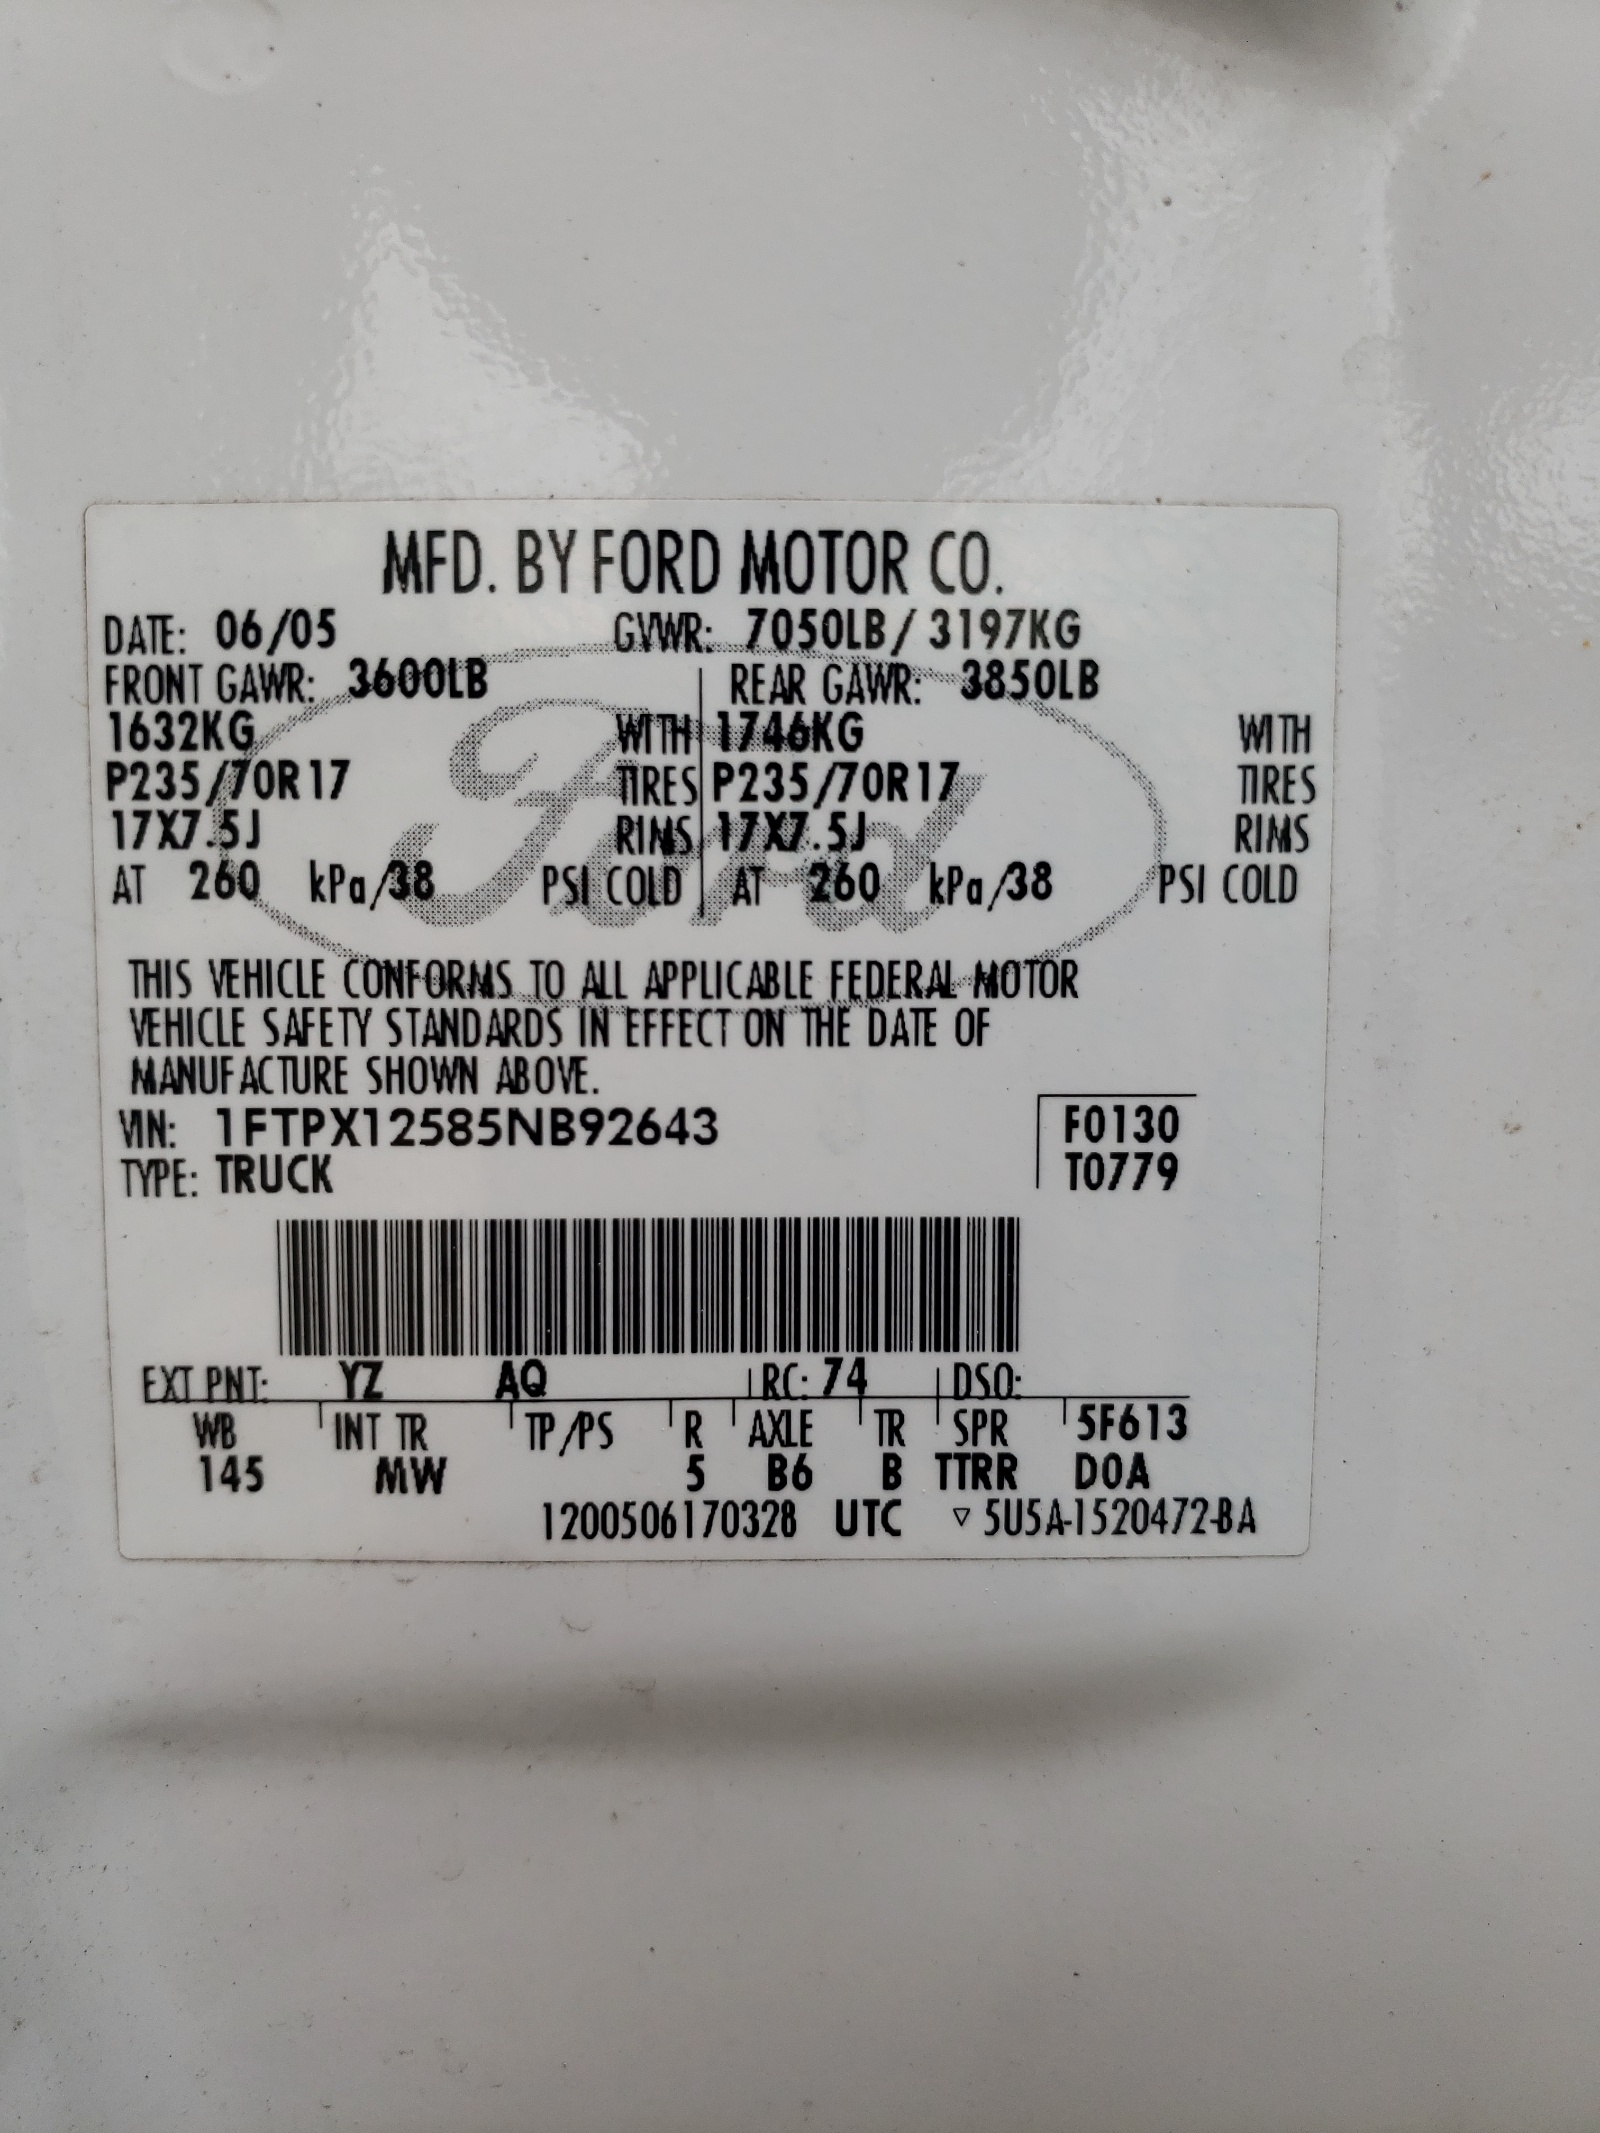 MFD. BY FORD MOTOR CO.
DATE: 06/05 GVWR: 7050LB/ 3197KG
FRONT GAWR: 3600LB REAR GAWR: 3850LB
1632KG WITH 1746KG WITH
P235/70R17 TIRES P235/70R17 TIRES
17X7.5J RIMS 17X7.5J RIMS
AT 260 kPa/38 PSI COLD AT 260 kPa/38 PSI COLD
Ford
THIS VEHICLE CONFORMS TO ALL APPLICABLE FEDERAL MOTOR
VEHICLE SAFETY STANDARDS IN EFFECT ON THE DATE OF
MANUFACTURE SHOWN ABOVE.
VIN: 1FTPX12585NB92643 F0130
TYPE: TRUCK T0779
EXT PNT: YZ AQ RC: 74 DSO:
WB INT TR TP/PS R AXLE TR SPR 5F613
145 MW 5 B6 B TTRR DOA
1200506170328 UTC ▽ 5U5A-1520472-BA